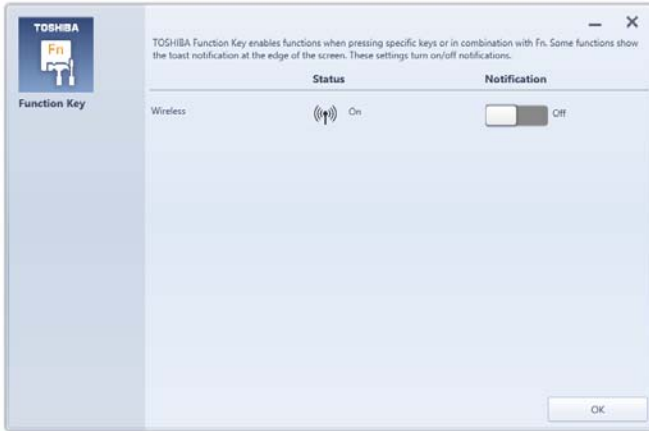 TOSHIBA
Fn
Function Key
TOSHIBA Function Key enables functions when pressing specific keys or in combination with Fn. Some functions show
the toast notification at the edge of the screen. These settings turn on/off notifications.
Status Notification
Wireless On Off
OK